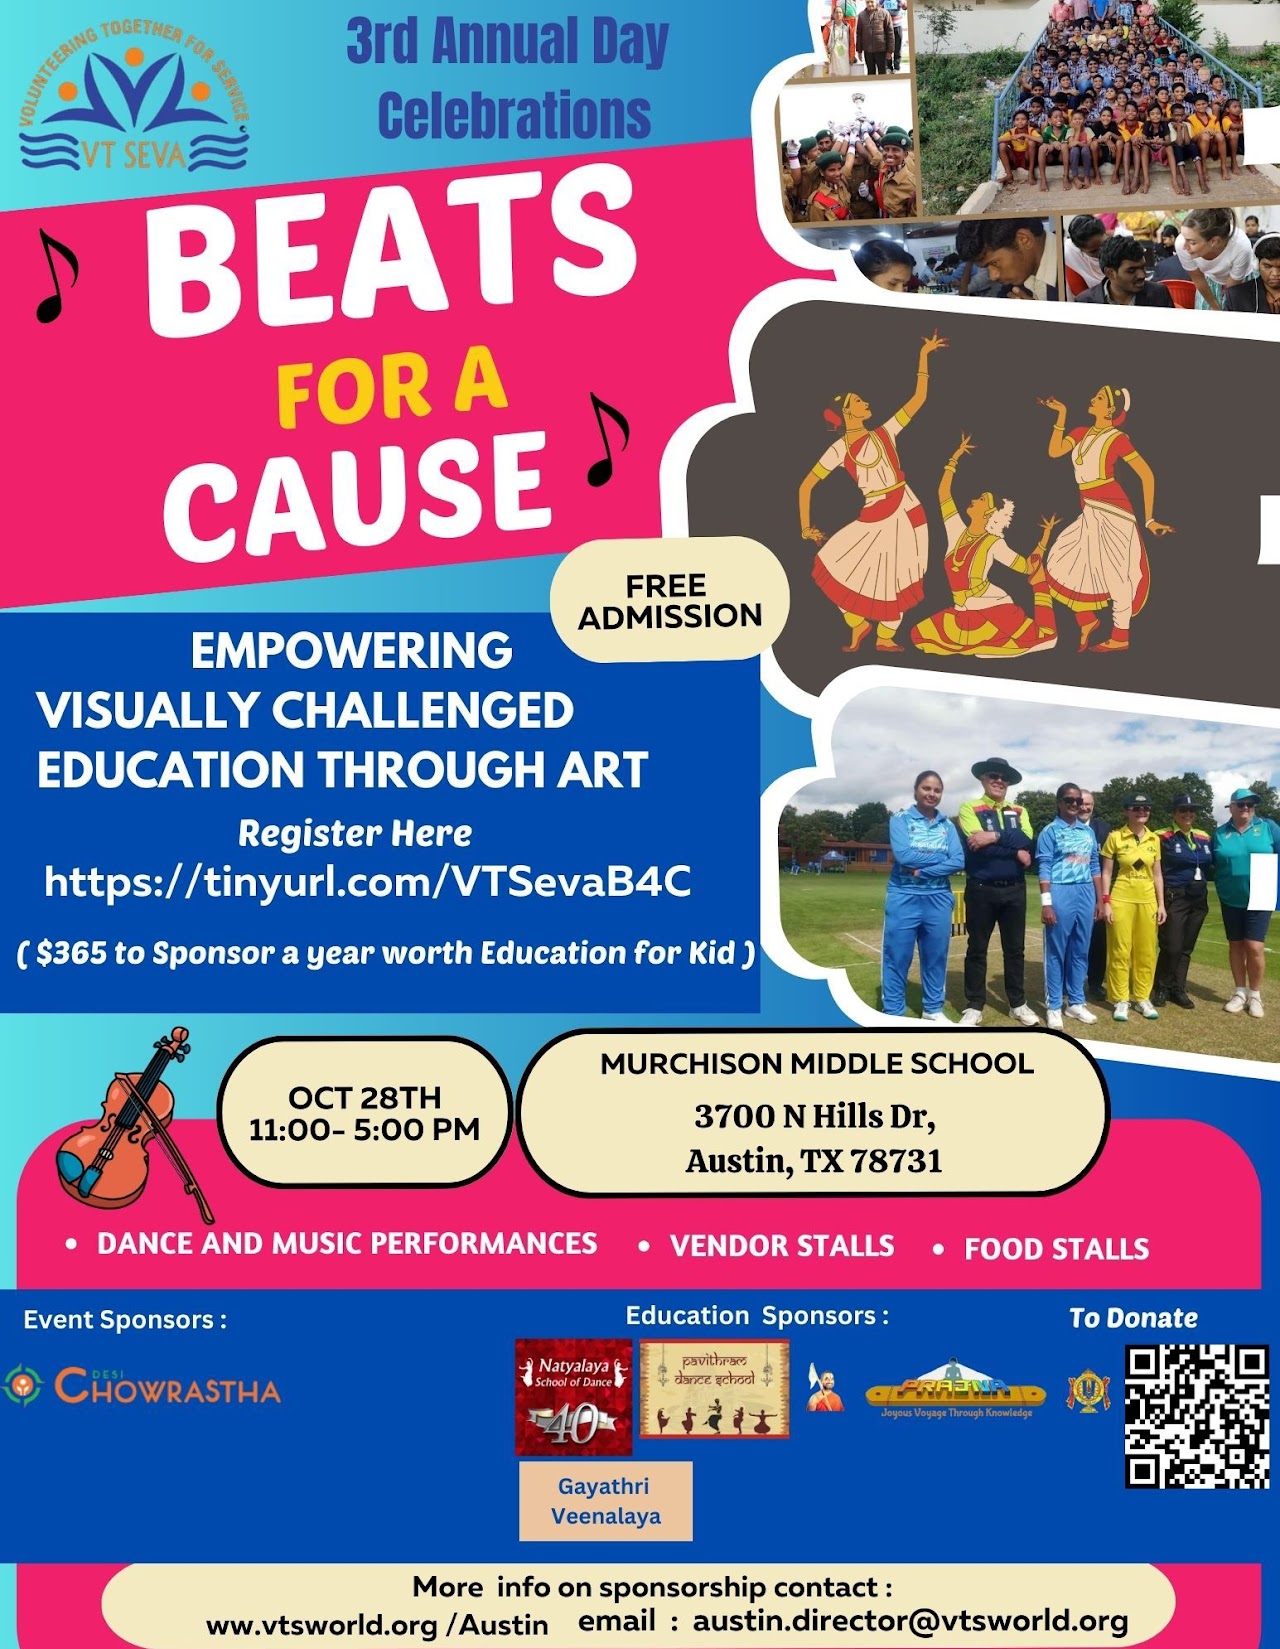 VOLUNTEERING TOGETHER FOR SERVICE
VT SEVA
3rd Annual Day
Celebrations
BEATS
FOR A
CAUSE
FREE
ADMISSION
EMPOWERING
VISUALLY CHALLENGED
EDUCATION THROUGH ART
Register Here
https://tinyurl.com/VTSevaB4C
( $365 to Sponsor a year worth Education for Kid )
OCT 28TH
11:00- 5:00 PM
MURCHISON MIDDLE SCHOOL
3700 N Hills Dr,
Austin, TX 78731
• DANCE AND MUSIC PERFORMANCES • VENDOR STALLS • FOOD STALLS
Event Sponsors :
DESI
CHOWRASTHA
Education Sponsors :
Natyalaya
School of Dance
40
pavithram
dance school
PRAJNA
Joyous Voyage Through Knowledge
Gayathri
Veenalaya
To Donate
More info on sponsorship contact :
ww.vtsworld.org /Austin email : austin.director@vtsworld.org